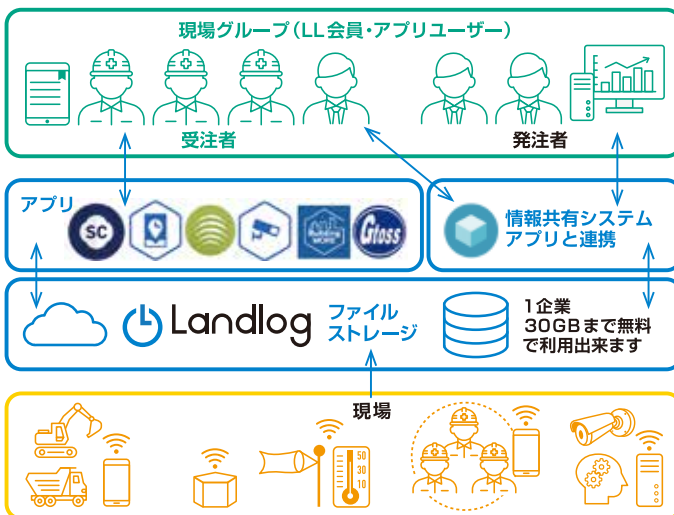 現場グループ(LL会員・アプリユーザー)
受注者
発注者
アプリ
SC
Gtoss
情報共有システム
アプリと連携
Landlog
ファイル
ストレージ
1企業
30GBまで無料
で利用出来ます
現場
50
30
10